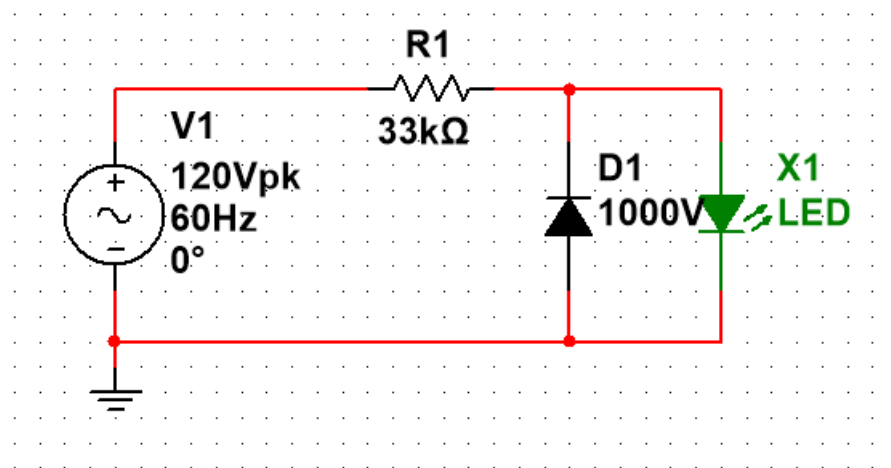 R1
33kΩ
V1
120Vpk
60Hz
0°
D1
1000V
X1
LED